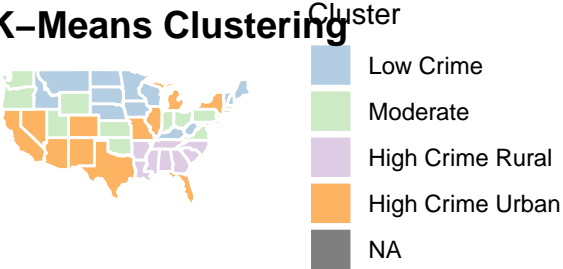 K−Means Clustering
Cluster
Low Crime
Moderate
High Crime Rural
High Crime Urban
NA